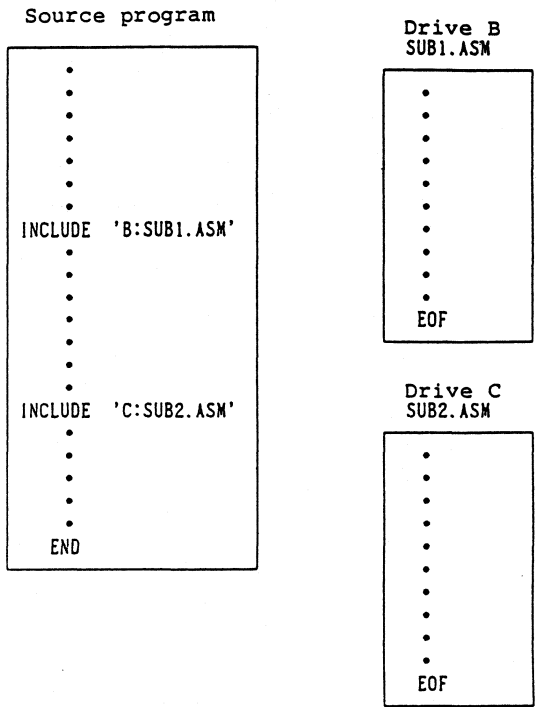 Source program
INCLUDE 'B:SUB1.ASM'
INCLUDE 'C:SUB2.ASM'
END
Drive B
SUB1.ASM
EOF
Drive C
SUB2.ASM
EOF